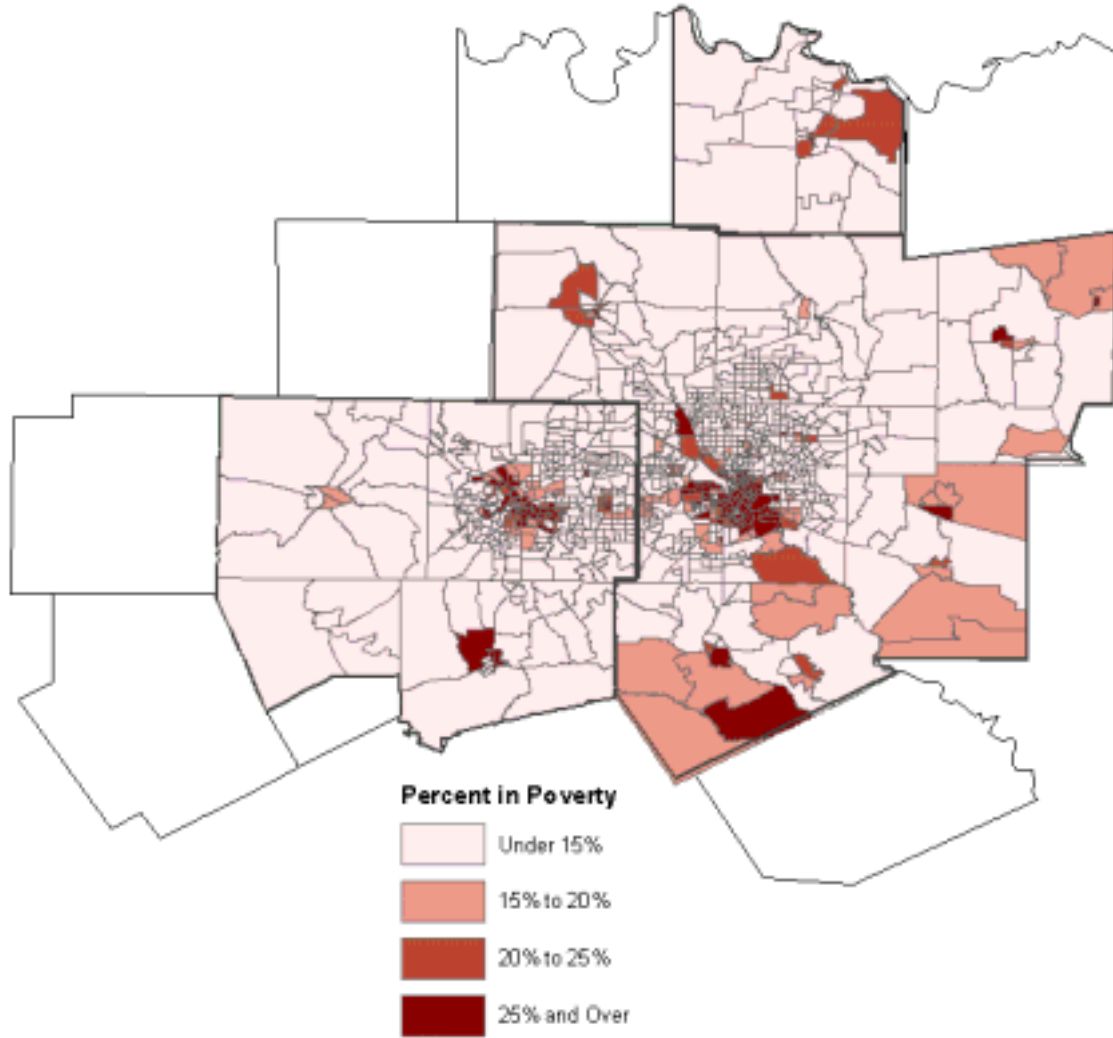 Percent in Poverty
Under 15%
15% to 20%
20% to 25%
25% and Over